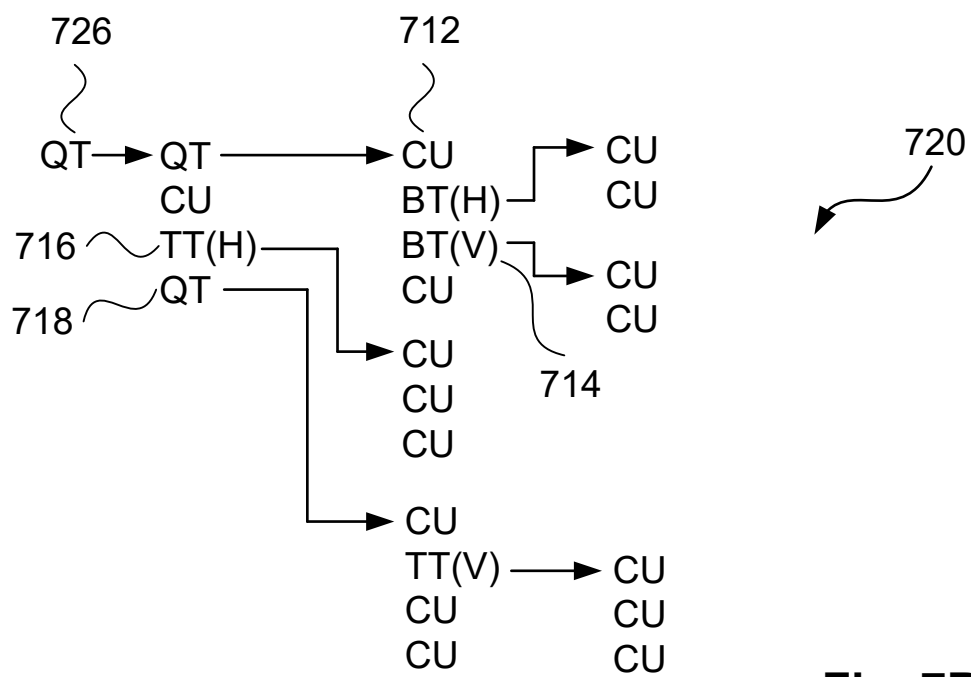 726 712
QT QT CU CU 720
CU BT(H) CU
716 TT(H) BT(V) CU
718 QT CU CU
CU 714
CU
CU
CU
TT(V) CU
CU CU
CU CU